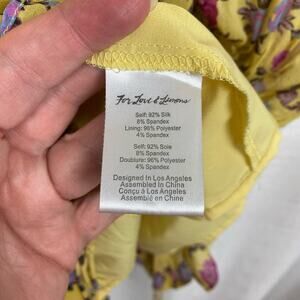 For Love & Lemons
Self: 92% Silk
8% Spandex
Lining: 96% Polyester
4% Spandex
Self: 92% Soie
8% Spandex
Doublure: 96% Polyester
4% Spandex
Designed In Los Angeles
Assembled In China
Conçu à Los Angeles
Assemblé en China